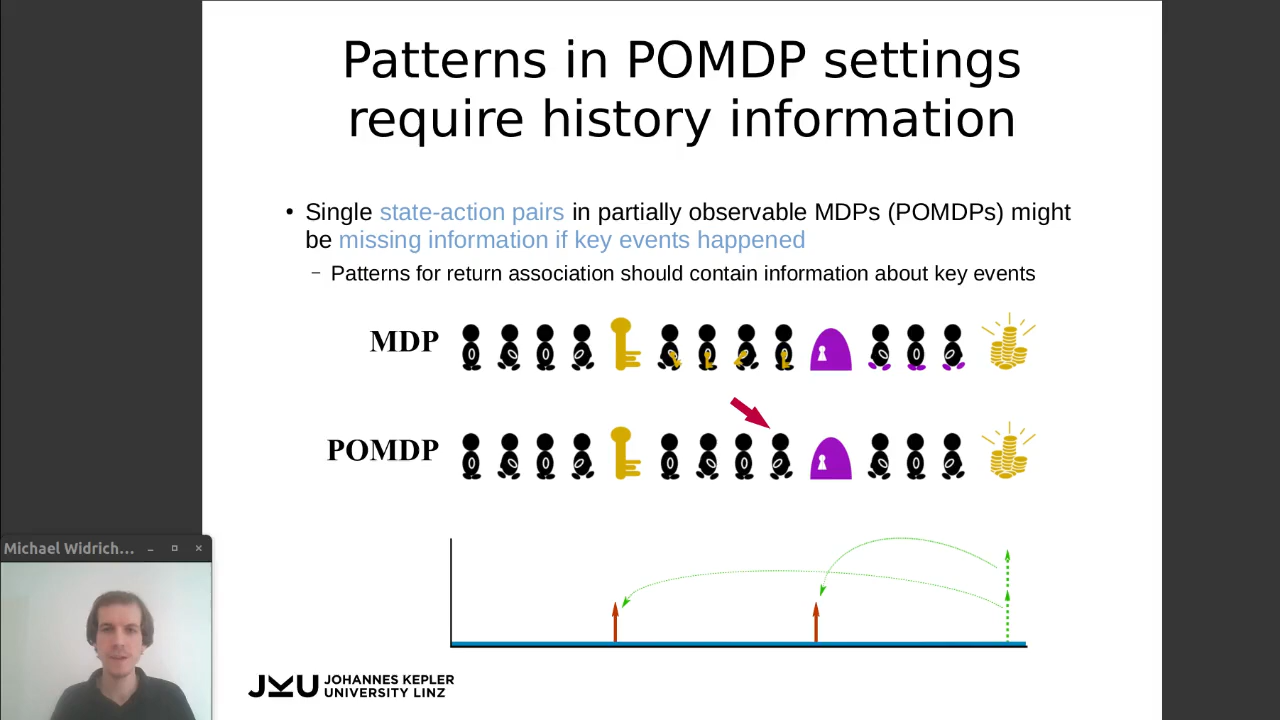 Patterns in POMDP settings
require history information
• Single state-action pairs in partially observable MDPs (POMDPs) might
be missing information if key events happened
– Patterns for return association should contain information about key events
MDP
POMDP
Michael Widrich...
JKU JOHANNES KEPLER
UNIVERSITY LINZ